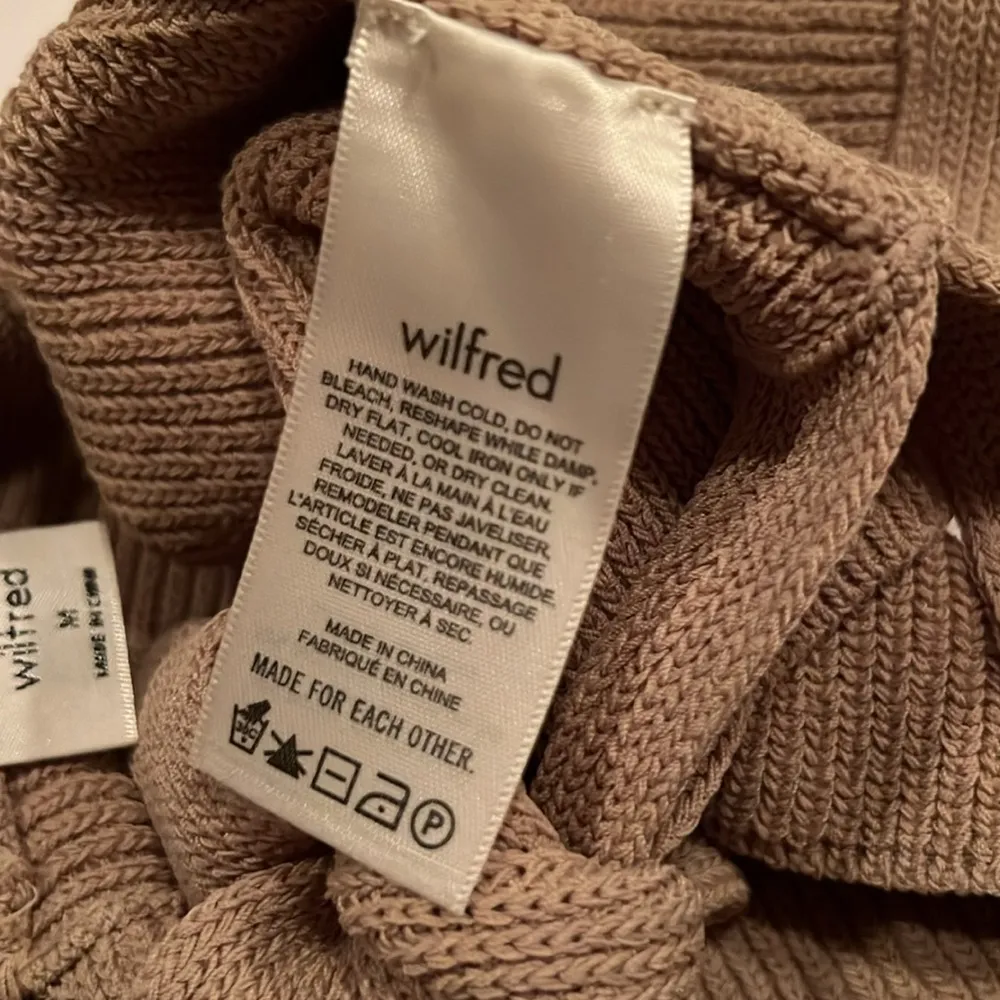 wilfred
HAND WASH COLD, DO NOT
BLEACH, RESHAPE WHILE DAMP,
DRY FLAT, COOL IRON ONLY IF
NEEDED, OR DRY CLEAN.
LAVER À LA MAIN À L'EAU
FROIDE, NE PAS JAVELISER,
REMODELER PENDANT QUE
L'ARTICLE EST ENCORE HUMIDE.
SÉCHER À PLAT, REPASSAGE
DOUX SI NÉCESSAIRE, OU
NETTOYER À SEC.
MADE IN CHINA
FABRIQUÉ EN CHINE
MADE FOR EACH OTHER.
30C
P
wilfred
M
MADE IN CHINA